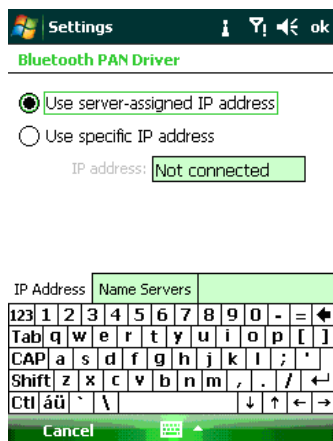 Settings ok
Bluetooth PAN Driver
Use server-assigned IP address
Use specific IP address
IP address: Not connected
IP Address Name Servers
123 1 2 3 4 5 6 7 8 9 0 - = ←
Tab q w e r t y u i o p [ ]
CAP a s d f g h j k l ; '
Shift z x c v b n m , . / ↵
Ctl áü ` \ ↓ ↑ ← →
Cancel